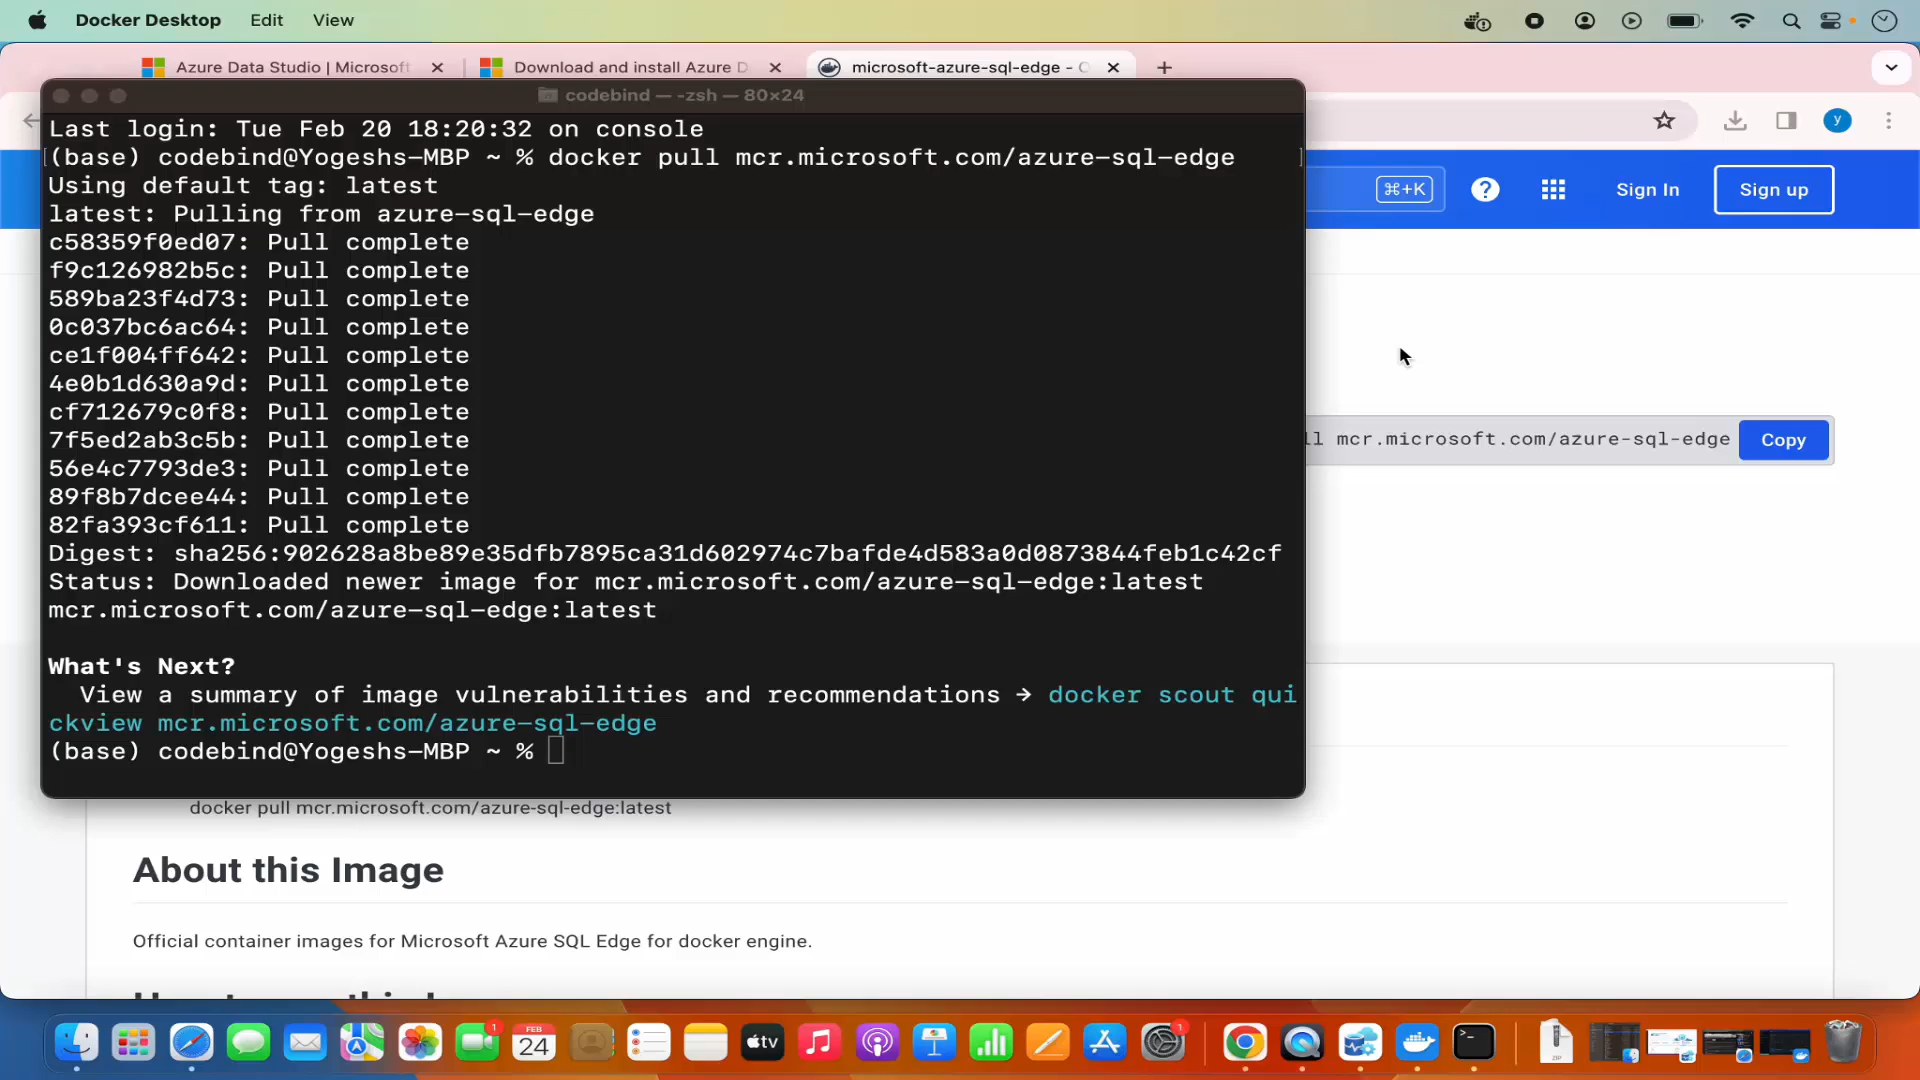 Docker Desktop Edit View
Azure Data Studio | Microsoft
Download and install Azure D
microsoft-azure-sql-edge -
codebind — -zsh — 80×24
y
Last login: Tue Feb 20 18:20:32 on console
(base) codebind@Yogeshs-MBP ~ % docker pull mcr.microsoft.com/azure-sql-edge
Using default tag: latest
latest: Pulling from azure-sql-edge
c58359f0ed07: Pull complete
f9c126982b5c: Pull complete
589ba23f4d73: Pull complete
0c037bc6ac64: Pull complete
ce1f004ff642: Pull complete
4e0b1d630a9d: Pull complete
cf712679c0f8: Pull complete
7f5ed2ab3c5b: Pull complete
56e4c7793de3: Pull complete
89f8b7dcee44: Pull complete
82fa393cf611: Pull complete
Digest: sha256:902628a8be89e35dfb7895ca31d602974c7bafde4d583a0d0873844feb1c42cf
Status: Downloaded newer image for mcr.microsoft.com/azure-sql-edge:latest
mcr.microsoft.com/azure-sql-edge:latest
What's Next?
View a summary of image vulnerabilities and recommendations → docker scout qui
ckview mcr.microsoft.com/azure-sql-edge
(base) codebind@Yogeshs-MBP ~ %
⌘+K
?
Sign In
Sign up
ll mcr.microsoft.com/azure-sql-edge
Copy
docker pull mcr.microsoft.com/azure-sql-edge:latest
About this Image
Official container images for Microsoft Azure SQL Edge for docker engine.
1
FEB
24
tv
1
ZIP